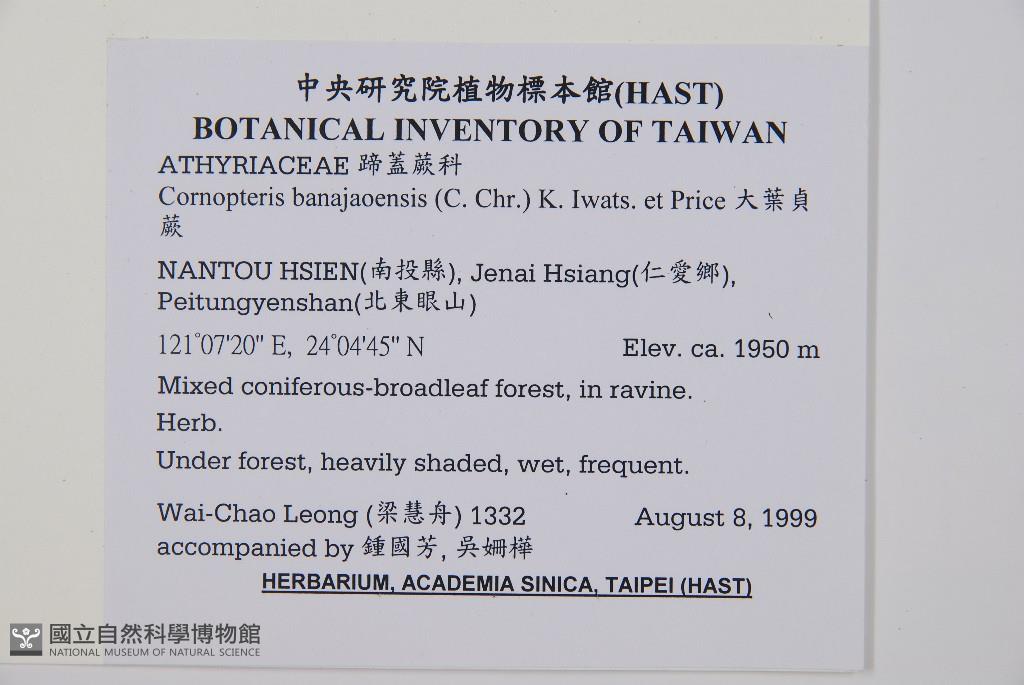 中央研究院植物標本館(HAST)
BOTANICAL INVENTORY OF TAIWAN
ATHYRIACEAE 蹄蓋蕨科
Cornopteris banajaoensis (C. Chr.) K. Iwats. et Price 大葉貞
蕨
NANTOU HSIEN(南投縣), Jenai Hsiang(仁愛鄉),
Peitungyenshan(北東眼山)
121°07'20" E, 24°04'45" N Elev. ca. 1950 m
Mixed coniferous-broadleaf forest, in ravine.
Herb.
Under forest, heavily shaded, wet, frequent.
Wai-Chao Leong (梁慧舟) 1332 August 8, 1999
accompanied by 鍾國芳, 吳姍樺
HERBARIUM, ACADEMIA SINICA, TAIPEI (HAST)
國立自然科學博物館
NATIONAL MUSEUM OF NATURAL SCIENCE